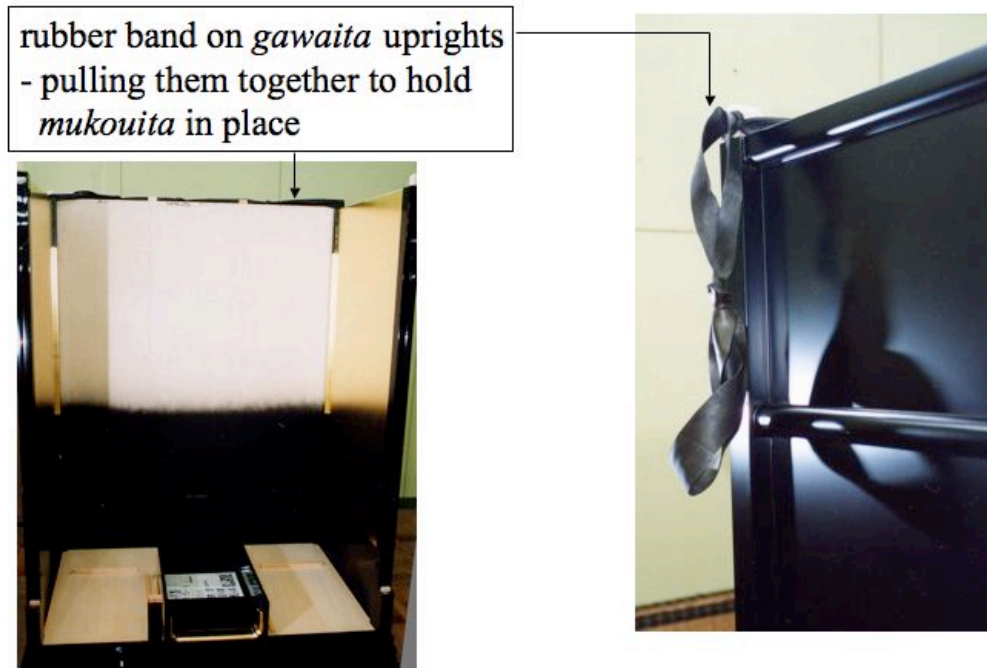 rubber band on gawaita uprights
- pulling them together to hold
mukouita in place